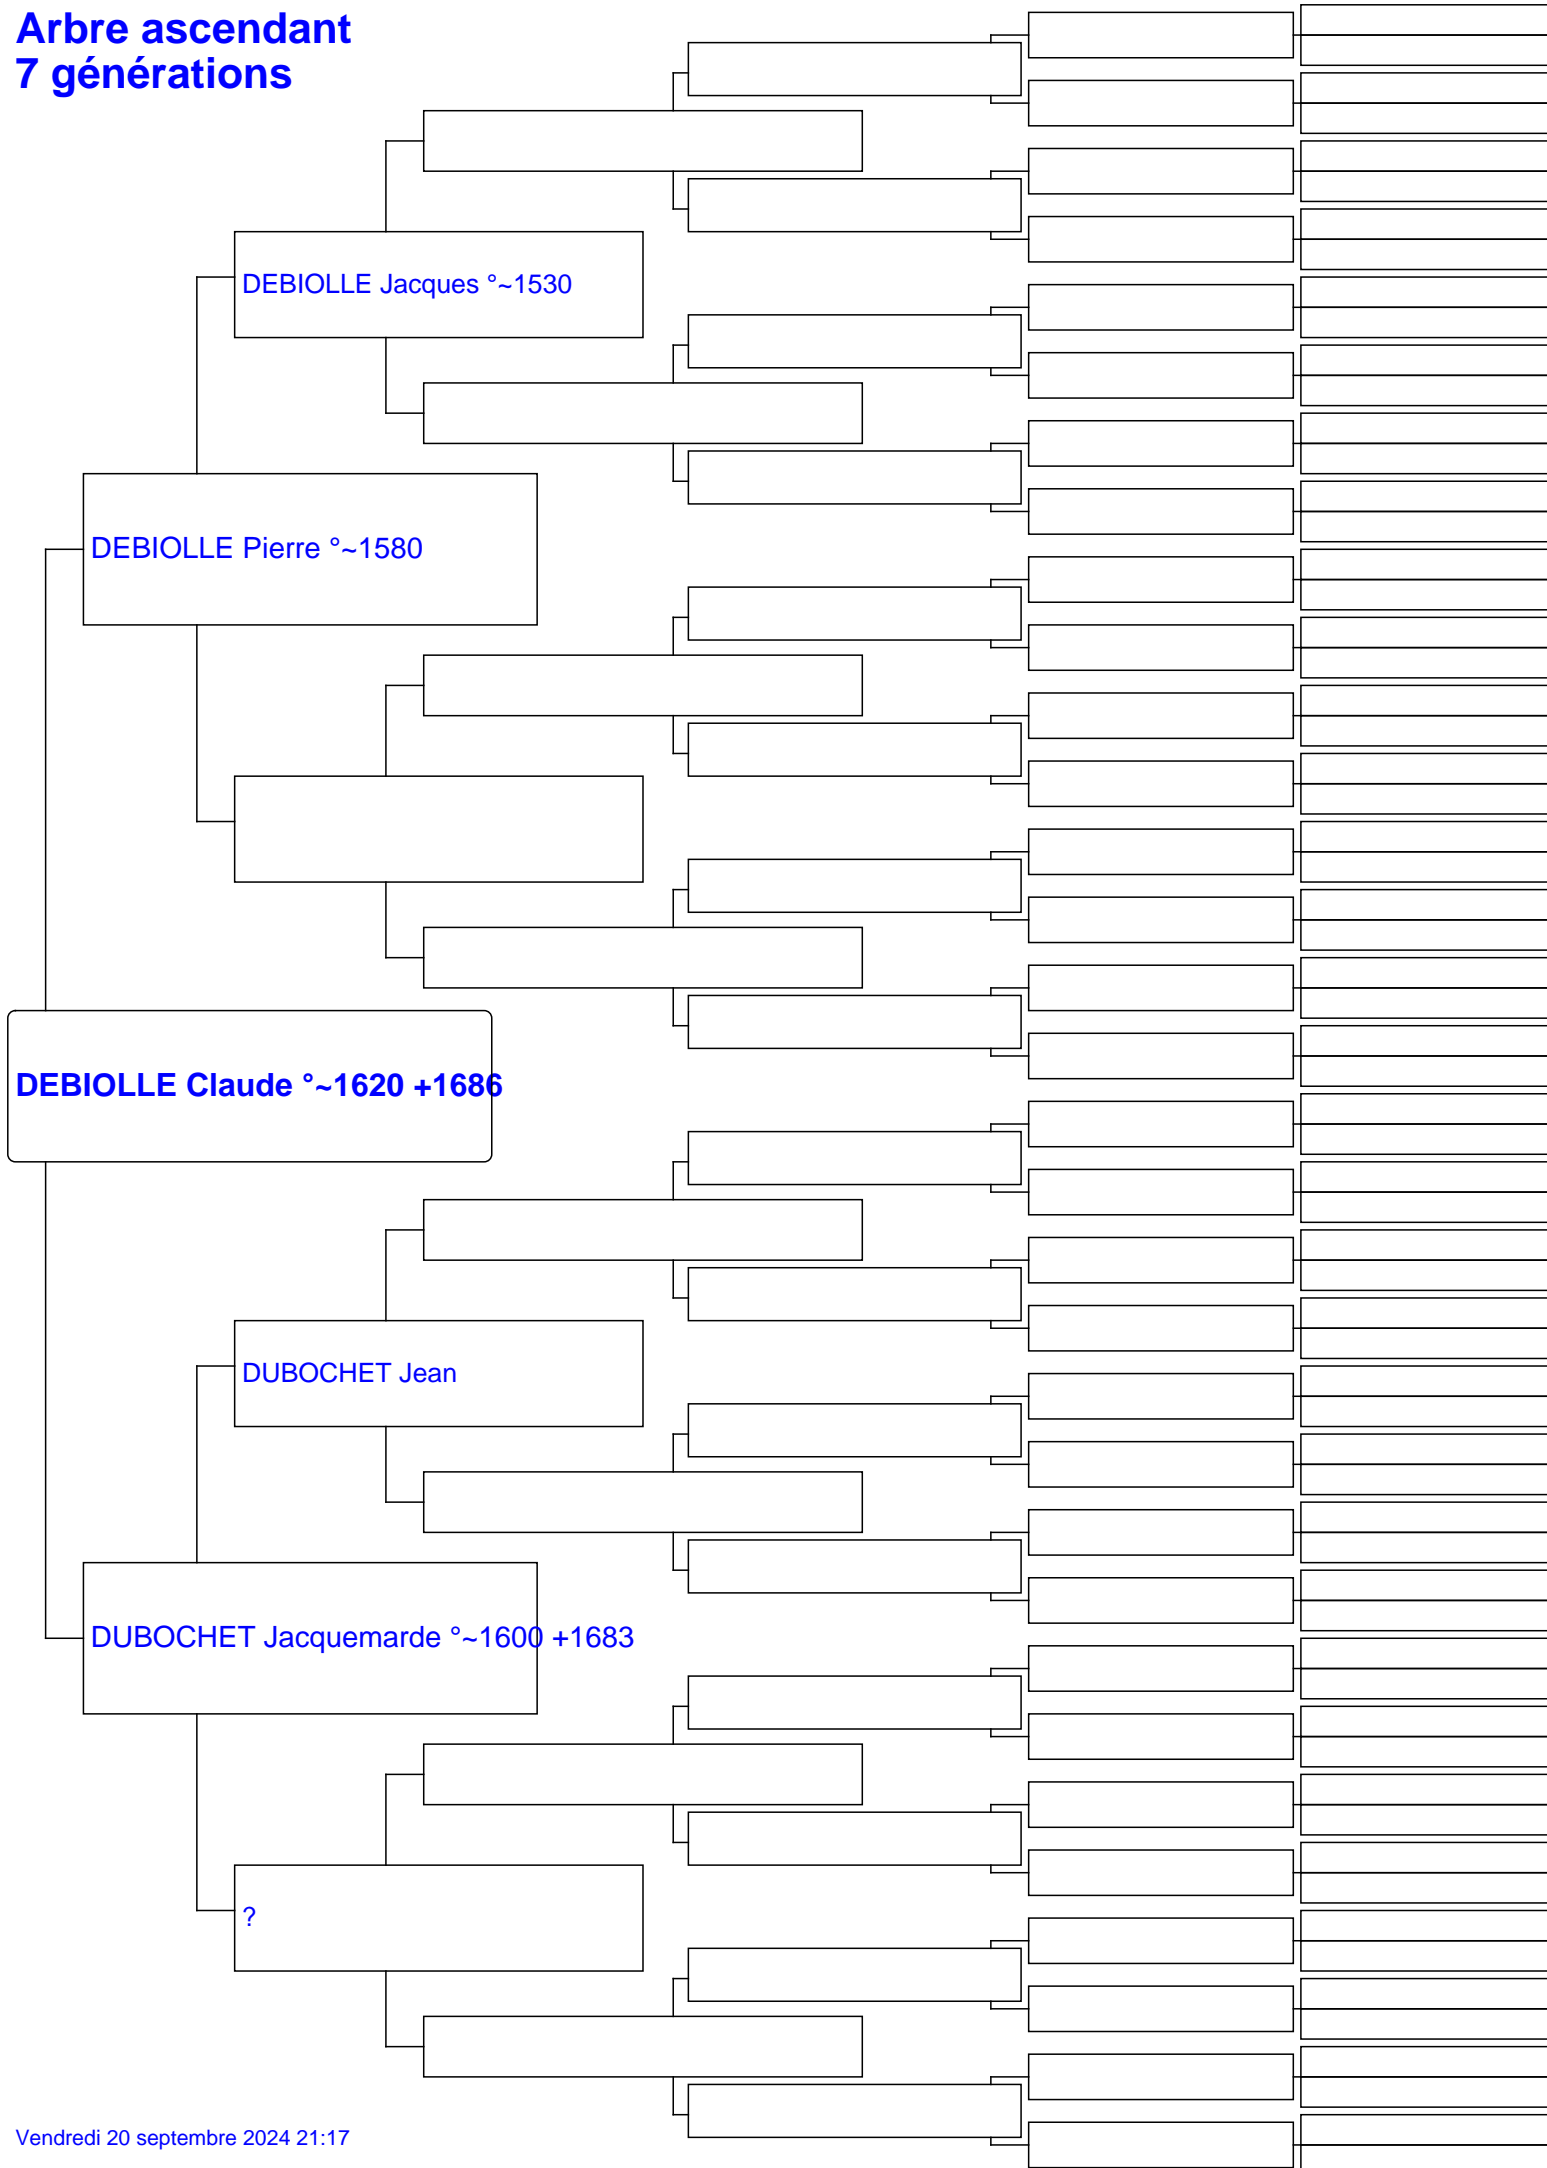 Arbre ascendant
7 générations
DEBIOLLE Jacques °~1530
DEBIOLLE Pierre °~1580
DEBIOLLE Claude °~1620 +1686
DUBOCHET Jean
DUBOCHET Jacquemarde °~1600 +1683
?
Vendredi 20 septembre 2024 21:17